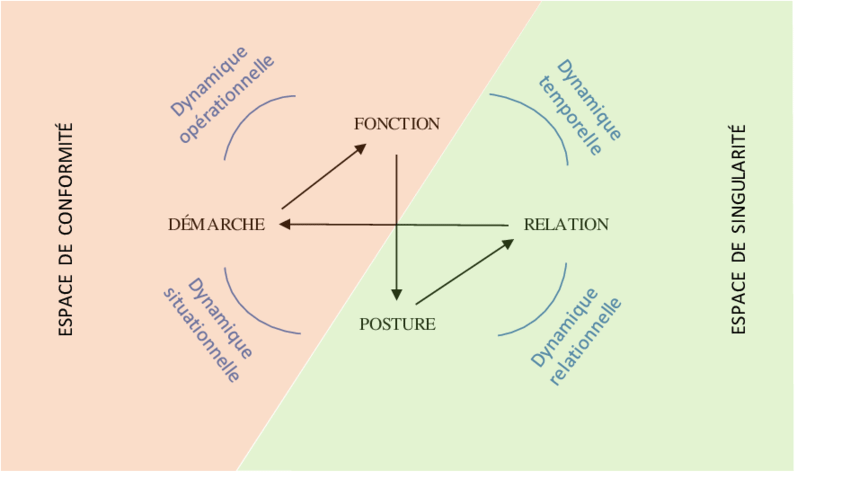 Dynamique
opérationnelle
Dynamique
temporelle
FONCTION
ESPACE DE CONFORMITÉ
DÉMARCHE
RELATION
ESPACE DE SINGULARITÉ
POSTURE
Dynamique
situationnelle
Dynamique
relationnelle